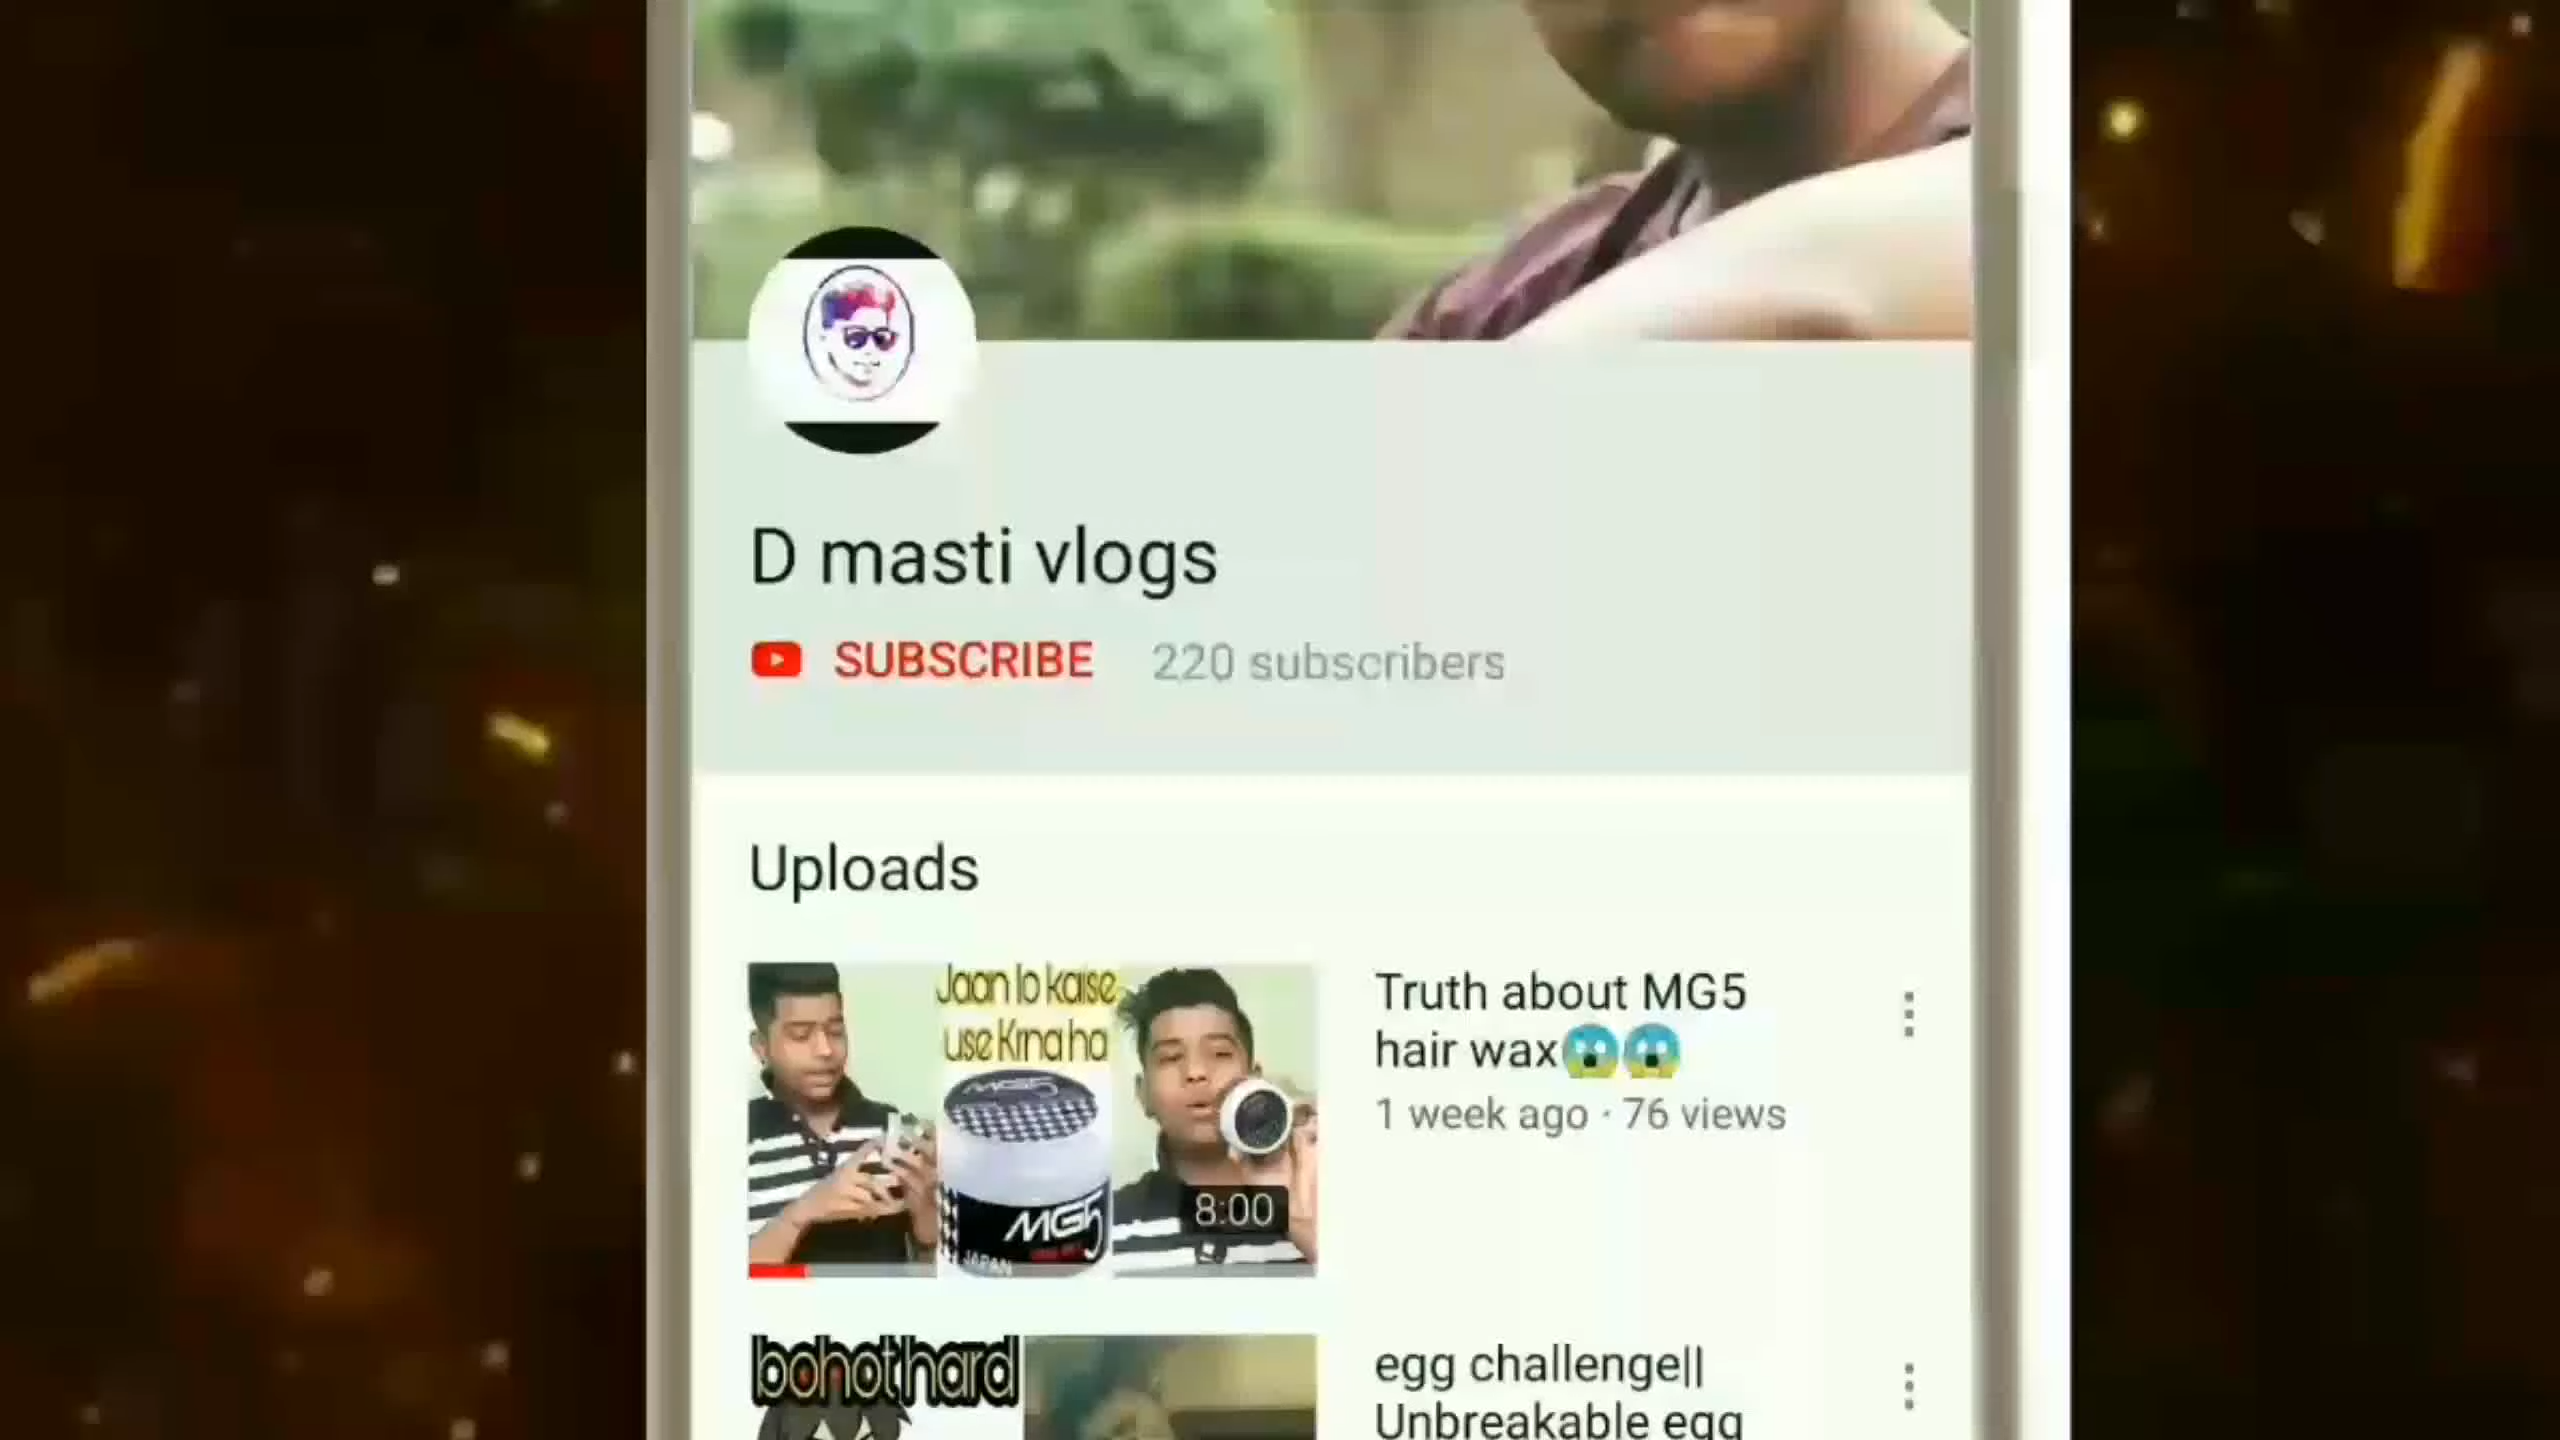 D masti vlogs
SUBSCRIBE 220 subscribers
Uploads
Jaan lo kaise
use Krna ha
MG5
MG5
JAPAN
8:00
Truth about MG5
hair wax😱😱
1 week ago · 76 views
bohot hard
egg challenge||
Unbreakable egg